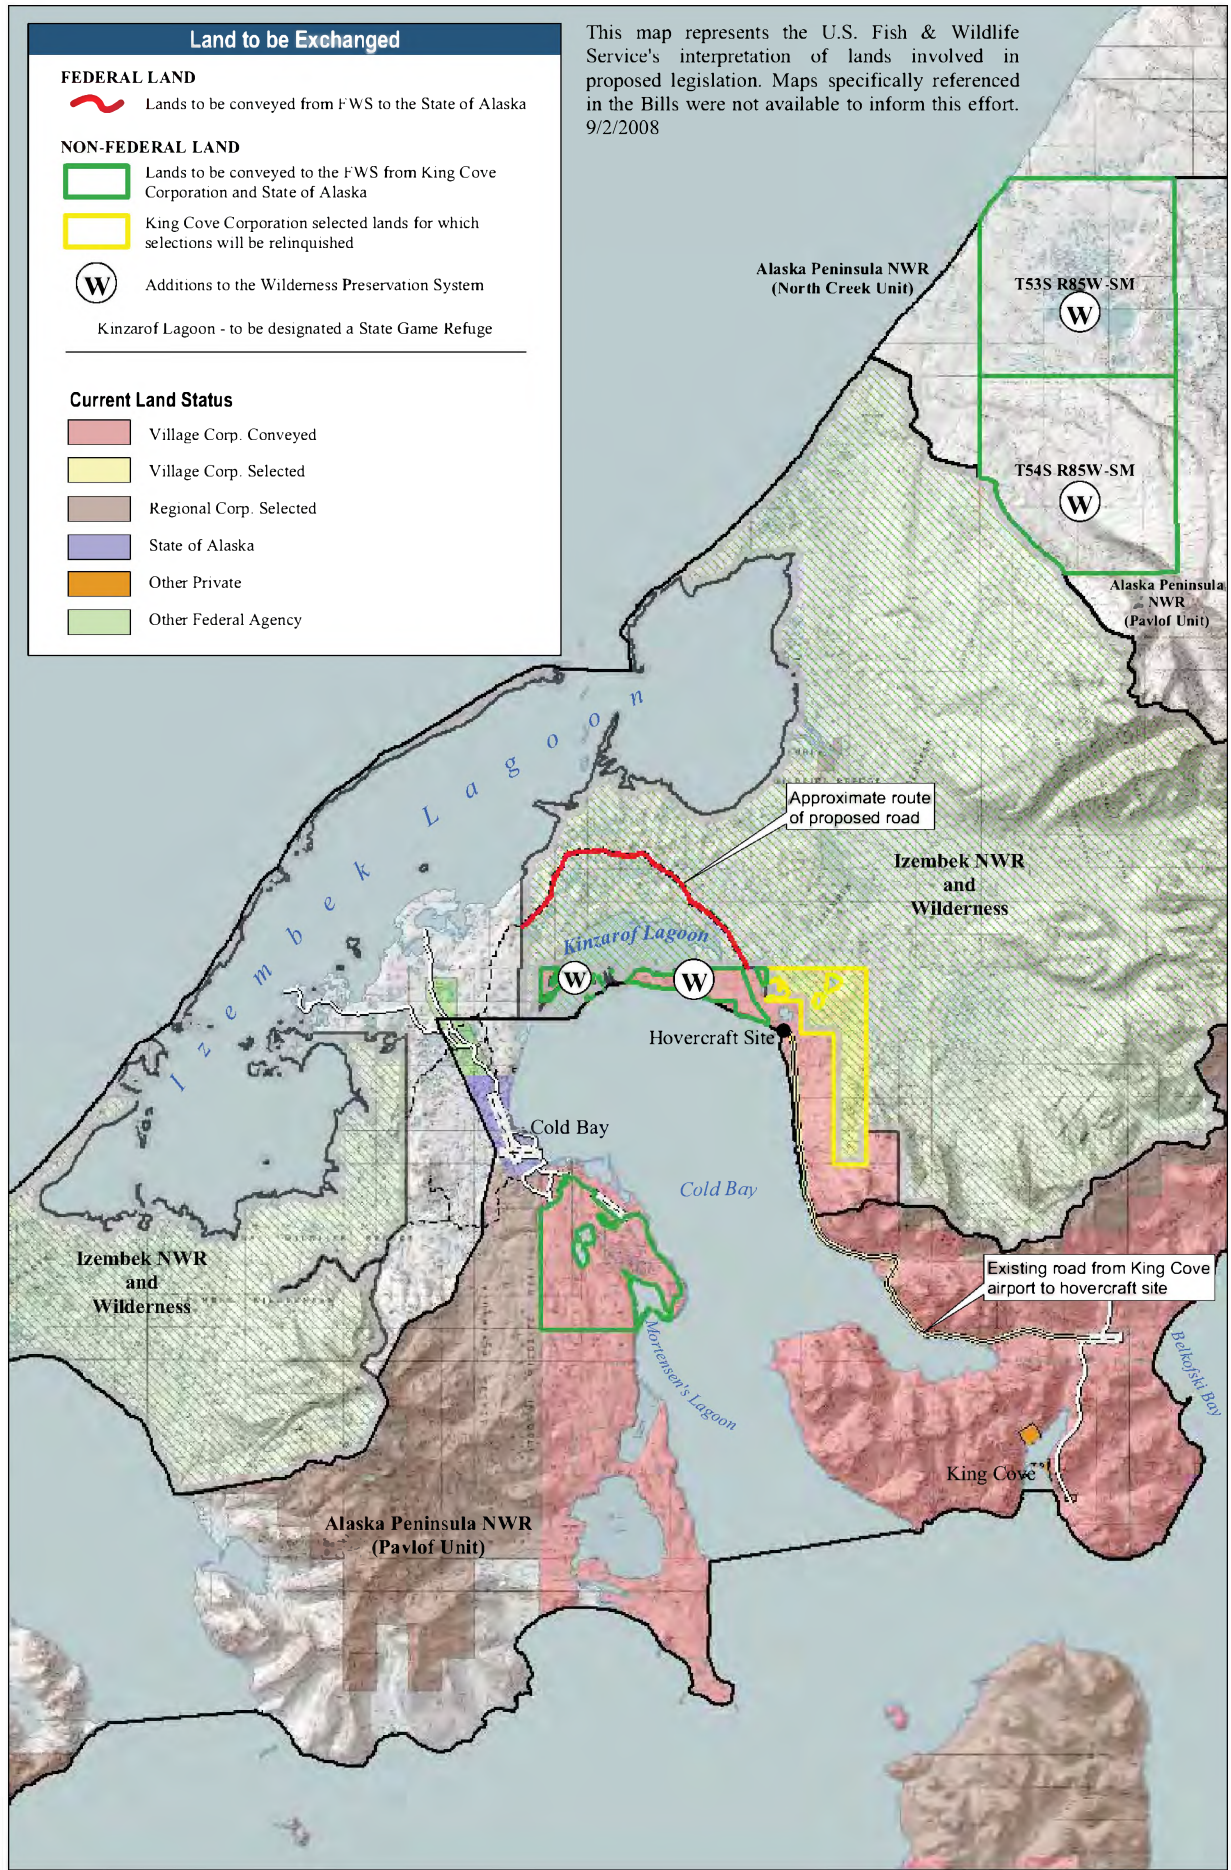 Land to be Exchanged
FEDERAL LAND
Lands to be conveyed from FWS to the State of Alaska
NON-FEDERAL LAND
Lands to be conveyed to the FWS from King Cove
Corporation and State of Alaska
King Cove Corporation selected lands for which
selections will be relinquished
W
Additions to the Wilderness Preservation System
Kinzarof Lagoon - to be designated a State Game Refuge
Current Land Status
Village Corp. Conveyed
Village Corp. Selected
Regional Corp. Selected
State of Alaska
Other Private
Other Federal Agency
This map represents the U.S. Fish & Wildlife
Service's interpretation of lands involved in
proposed legislation. Maps specifically referenced
in the Bills were not available to inform this effort.
9/2/2008
Alaska Peninsula NWR
(North Creek Unit)
T53S R85W-SM
W
T54S R85W-SM
W
Alaska Peninsula
NWR
(Pavlof Unit)
Izembek Lagoon
Approximate route
of proposed road
Izembek NWR
and
Wilderness
Kinzarof Lagoon
W
W
Hovercraft Site
Cold Bay
Cold Bay
Izembek NWR
and
Wilderness
Existing road from King Cove
airport to hovercraft site
Mortensen's Lagoon
Belkofski Bay
King Cove
Alaska Peninsula NWR
(Pavlof Unit)